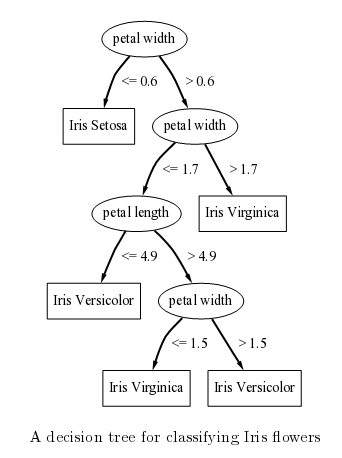 petal width
<= 0.6
> 0.6
Iris Setosa
petal width
<= 1.7
> 1.7
petal length
Iris Virginica
<= 4.9
> 4.9
Iris Versicolor
petal width
<= 1.5
> 1.5
Iris Virginica
Iris Versicolor
A decision tree for classifying Iris flowers